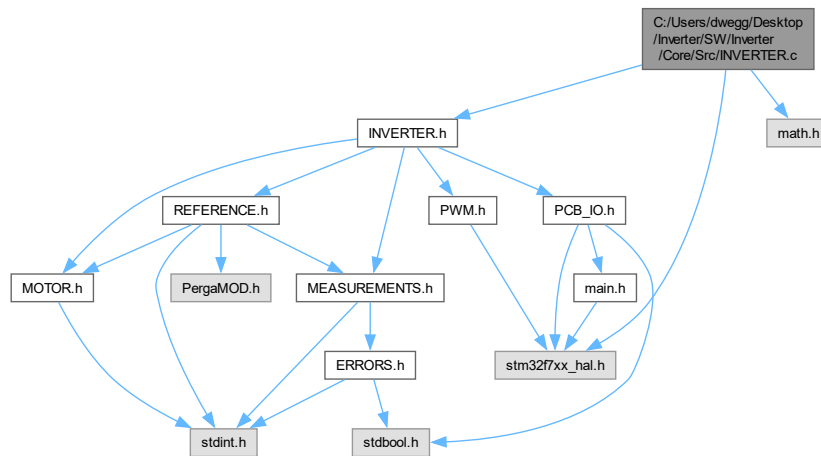 C:/Users/dwegg/Desktop
/Inverter/SW/Inverter
/Core/Src/INVERTER.c
INVERTER.h
math.h
REFERENCE.h
PWM.h
PCB_IO.h
MOTOR.h
PergaMOD.h
MEASUREMENTS.h
main.h
ERRORS.h
stm32f7xx_hal.h
stdint.h
stdbool.h